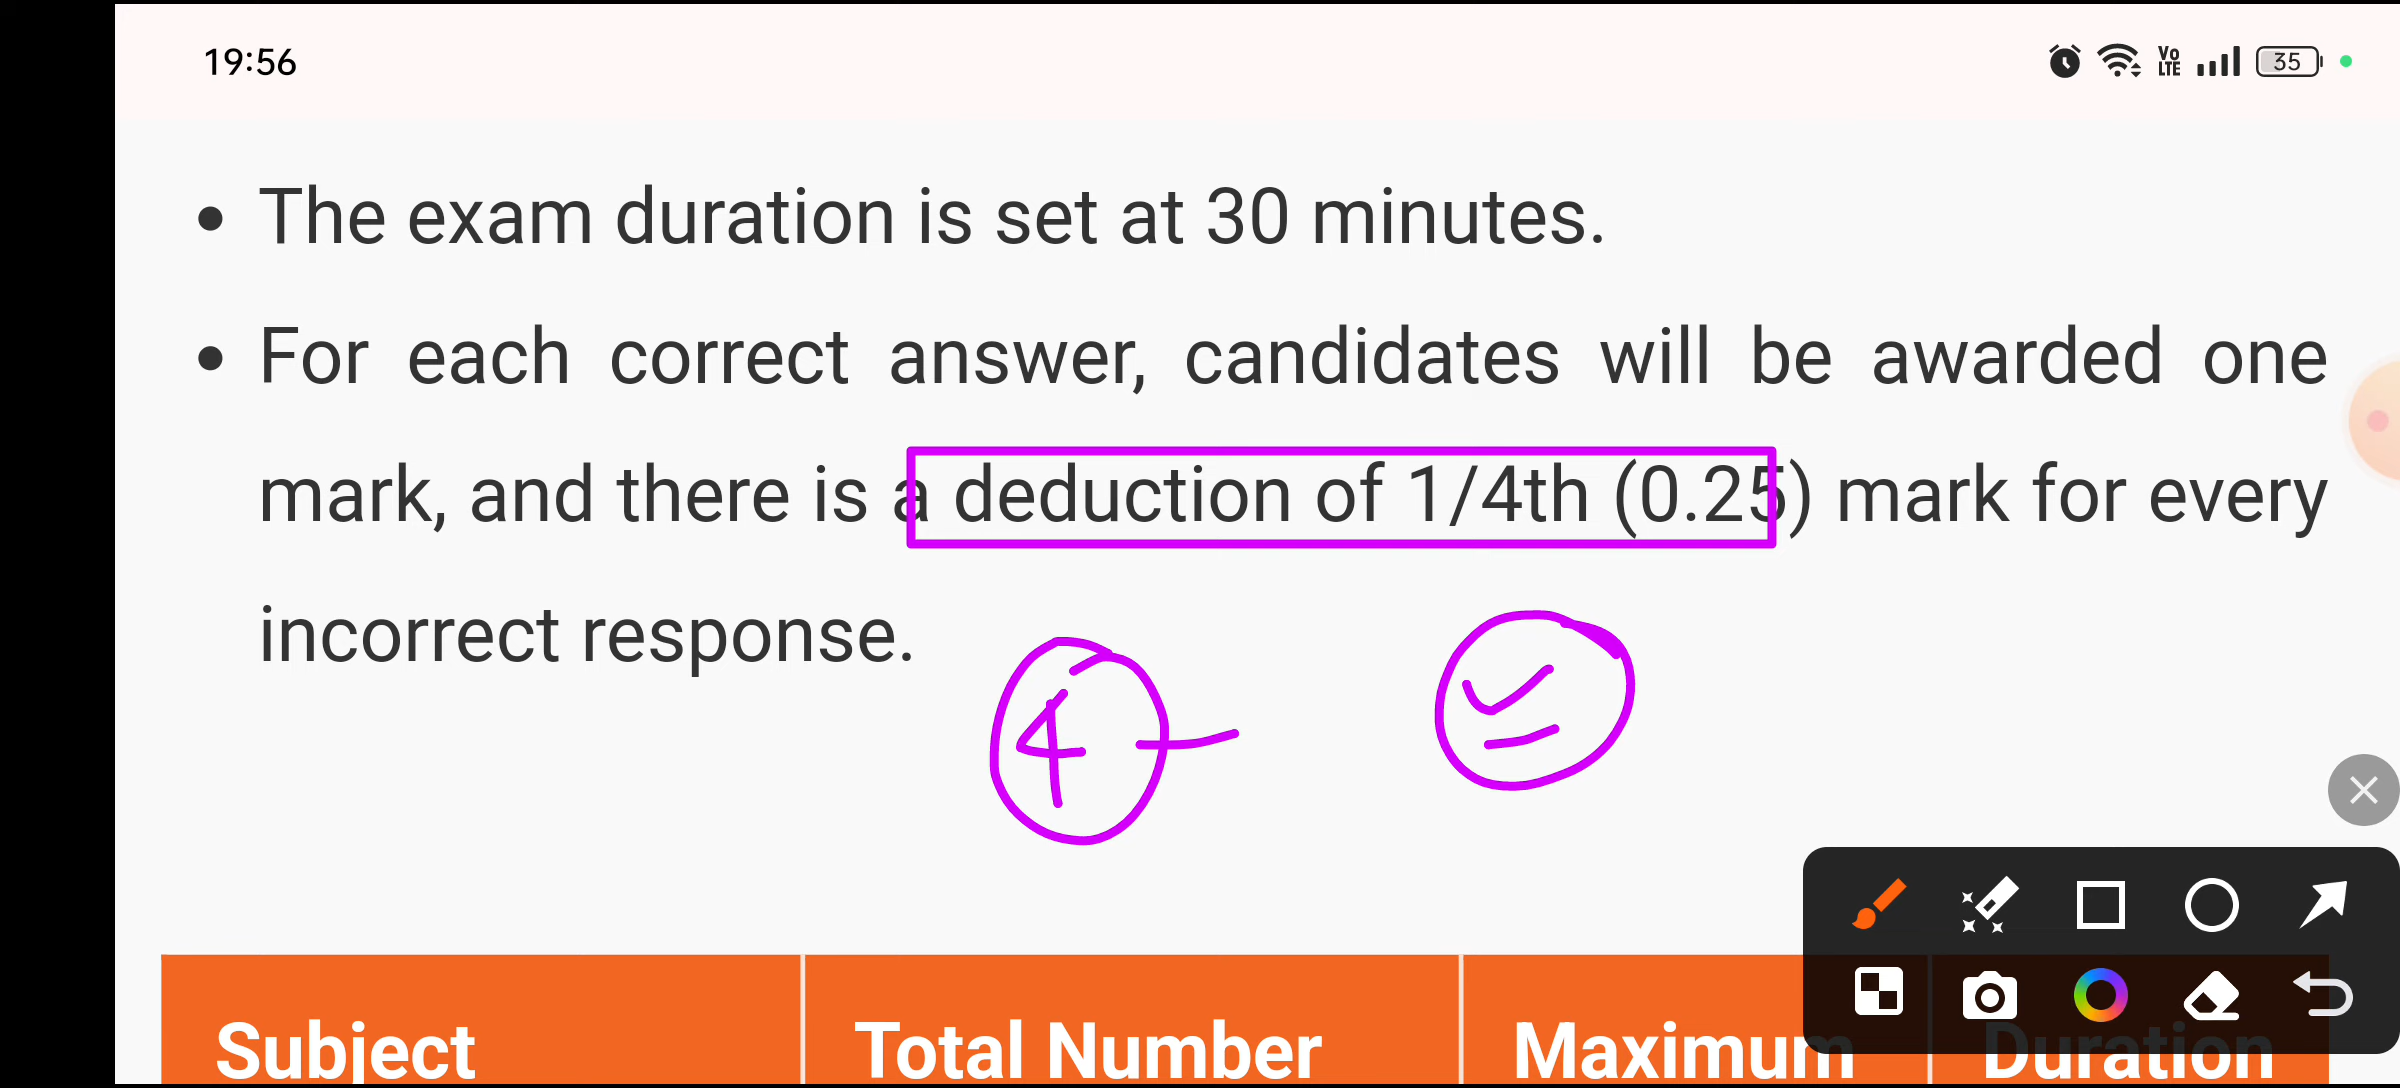 19:56
Vo LTE 35
• The exam duration is set at 30 minutes.
• For each correct answer, candidates will be awarded one
mark, and there is a deduction of 1/4th (0.25) mark for every
incorrect response.
4
Subject Total Number Maximum Duration